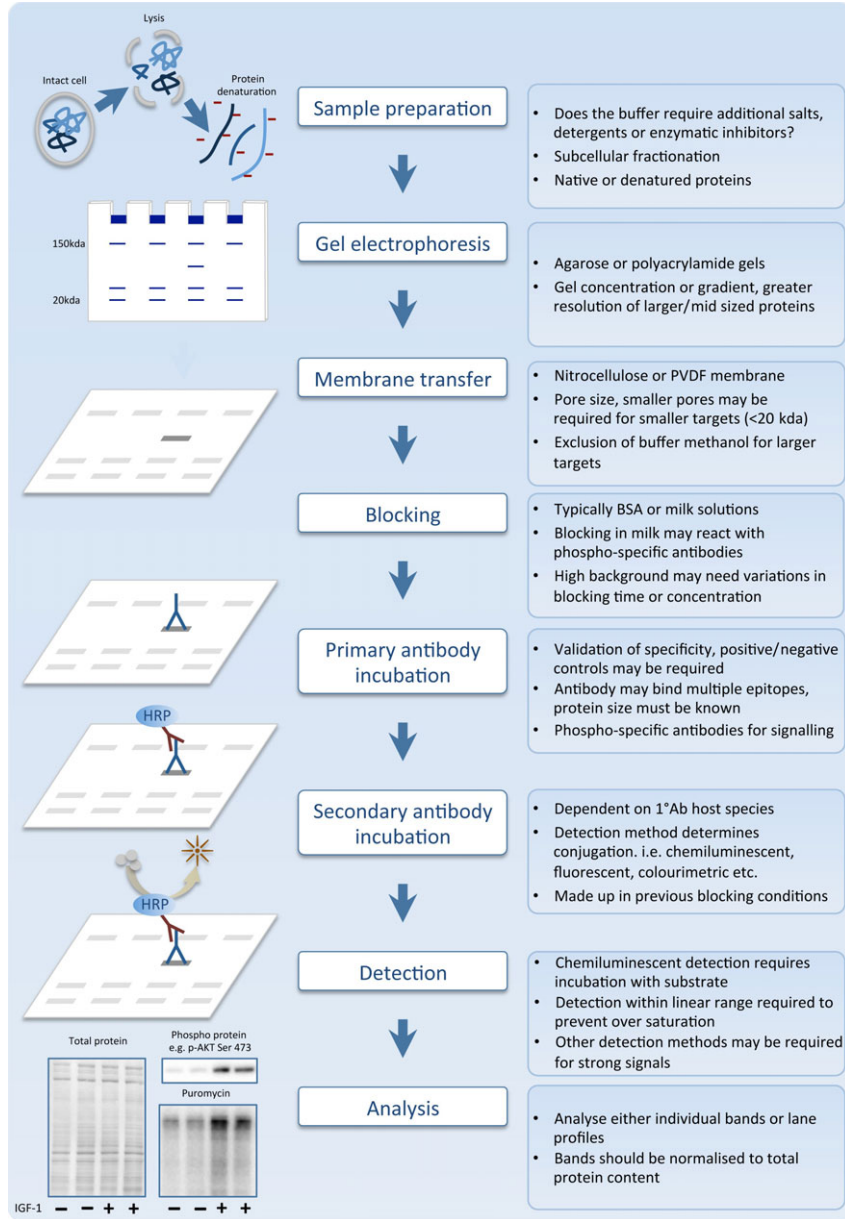 Lysis
Intact cell
Protein
denaturation
Sample preparation
• Does the buffer require additional salts,
detergents or enzymatic inhibitors?
• Subcellular fractionation
• Native or denatured proteins
150kda
20kda
Gel electrophoresis
• Agarose or polyacrylamide gels
• Gel concentration or gradient, greater
resolution of larger/mid sized proteins
Membrane transfer
• Nitrocellulose or PVDF membrane
• Pore size, smaller pores may be
required for smaller targets (<20 kda)
• Exclusion of buffer methanol for larger
targets
Blocking
• Typically BSA or milk solutions
• Blocking in milk may react with
phospho-specific antibodies
• High background may need variations in
blocking time or concentration
Primary antibody
incubation
• Validation of specificity, positive/negative
controls may be required
• Antibody may bind multiple epitopes,
protein size must be known
• Phospho-specific antibodies for signalling
HRP
Secondary antibody
incubation
• Dependent on 1°Ab host species
• Detection method determines
conjugation. i.e. chemiluminescent,
fluorescent, colourimetric etc.
• Made up in previous blocking conditions
HRP
Detection
• Chemiluminescent detection requires
incubation with substrate
• Detection within linear range required to
prevent over saturation
• Other detection methods may be required
for strong signals
Total protein
Phospho protein
e.g. p-AKT Ser 473
Puromycin
IGF-1 − − + + − − + +
Analysis
• Analyse either individual bands or lane
profiles
• Bands should be normalised to total
protein content